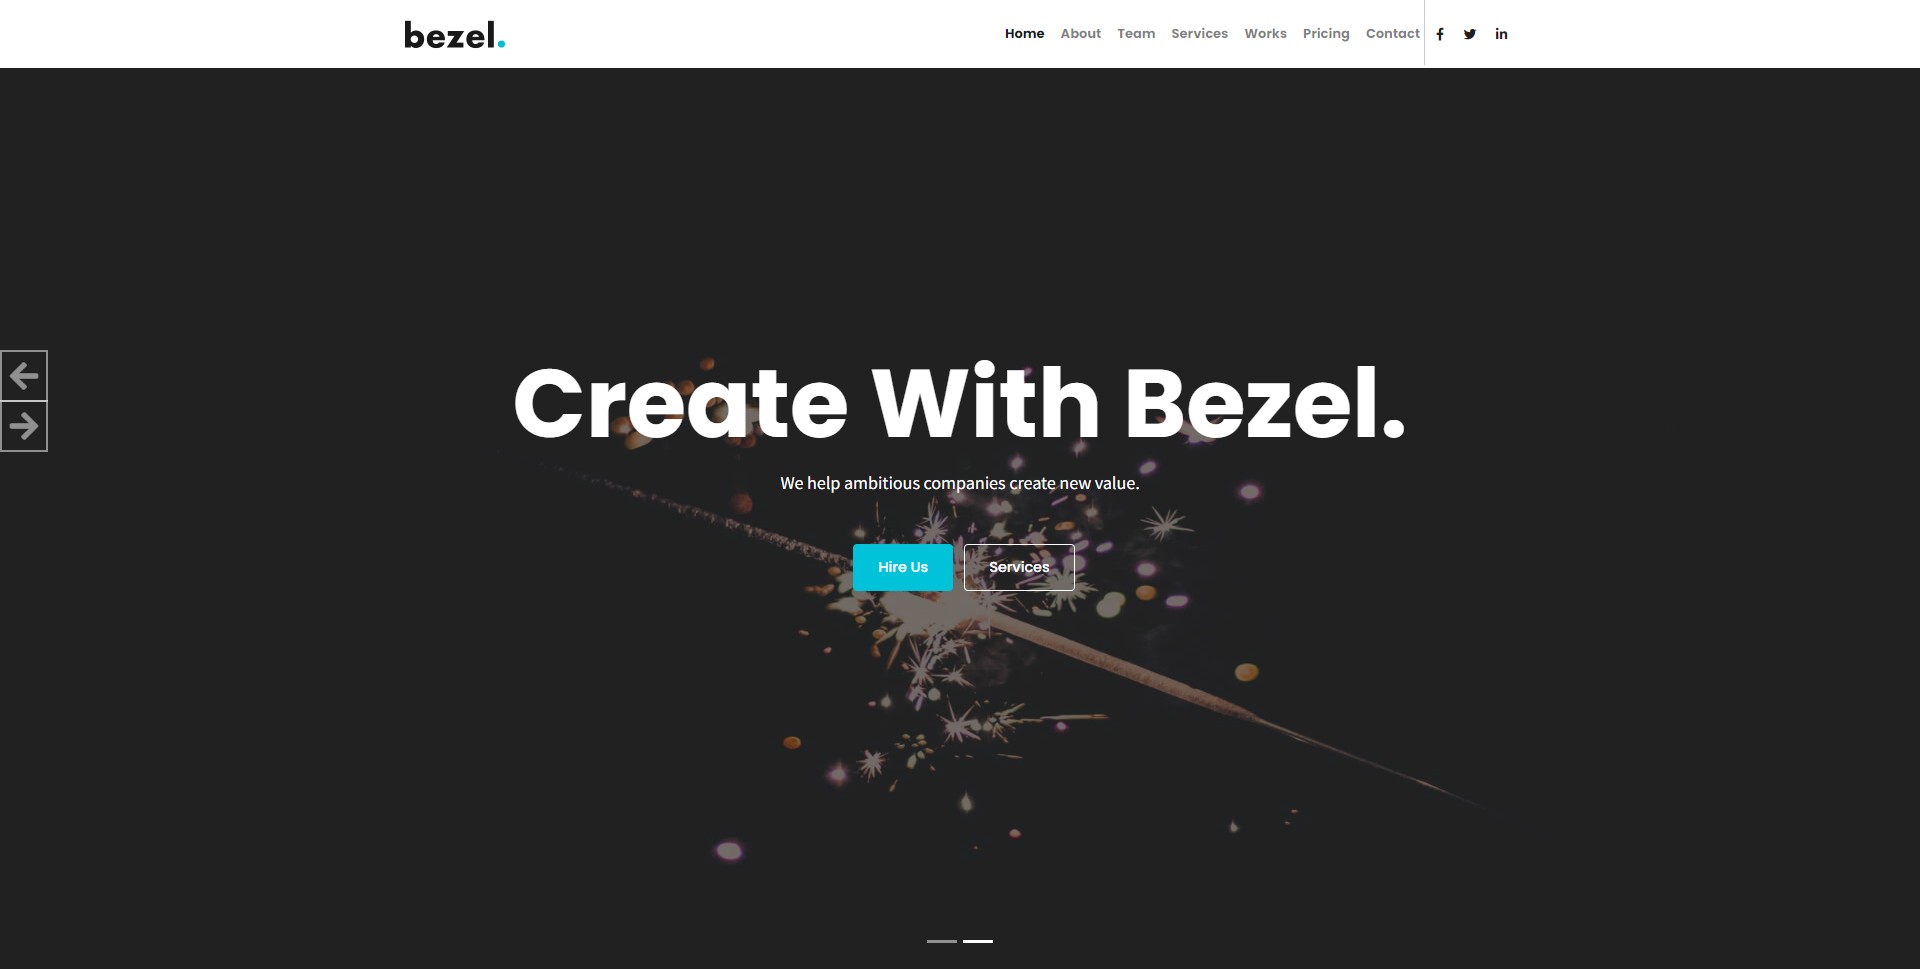 bezel.
Home About Team Services Works Pricing Contact
Create With Bezel.
We help ambitious companies create new value.
Hire Us Services